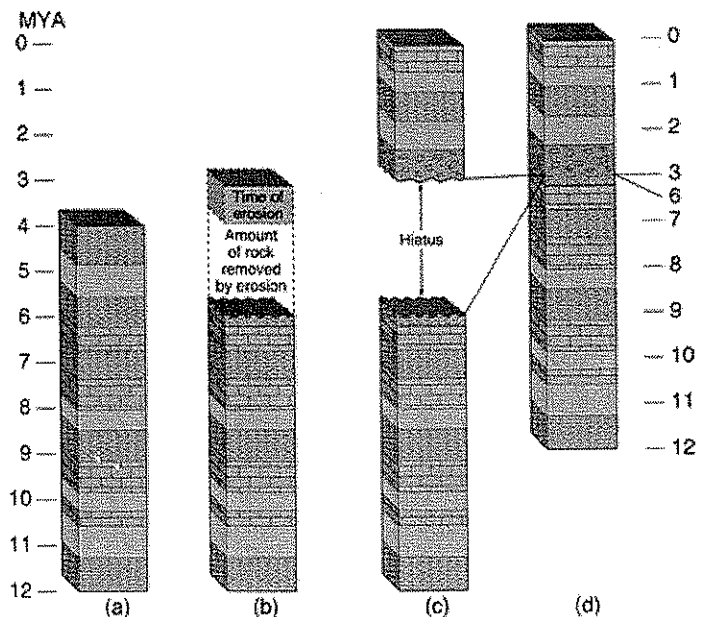 MYA
0
1
2
3
4
5
6
7
8
9
10
11
12
(a)
Time of
erosion
Amount
of rock
removed
by erosion
(b)
Hiatus
(c)
(d)
0
1
2
3
6
7
8
9
10
11
12